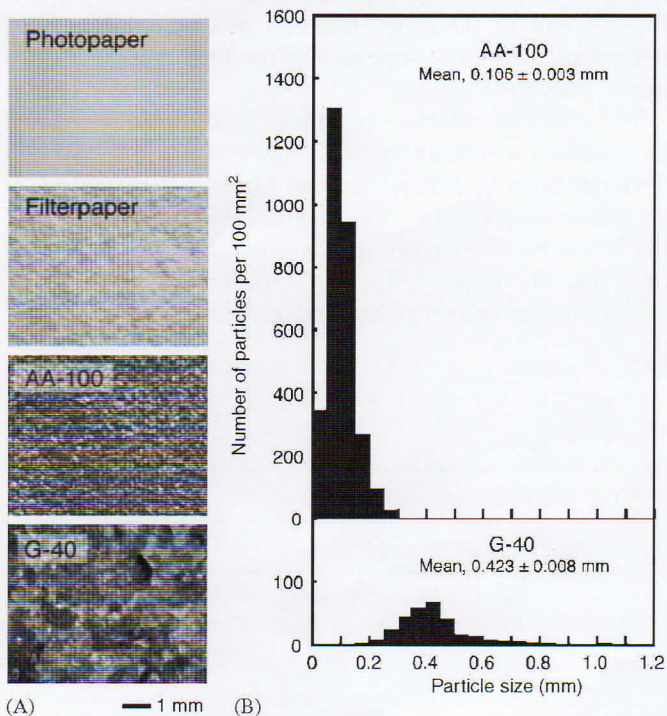 Photopaper
Filterpaper
AA-100
G-40
(A)
1 mm
(B)
Number of particles per 100 mm²
1600
1400
1200
1000
800
600
400
200
0
AA-100
Mean, 0.106 ± 0.003 mm
100
0
G-40
Mean, 0.423 ± 0.008 mm
0 0.2 0.4 0.6 0.8 1.0 1.2
Particle size (mm)